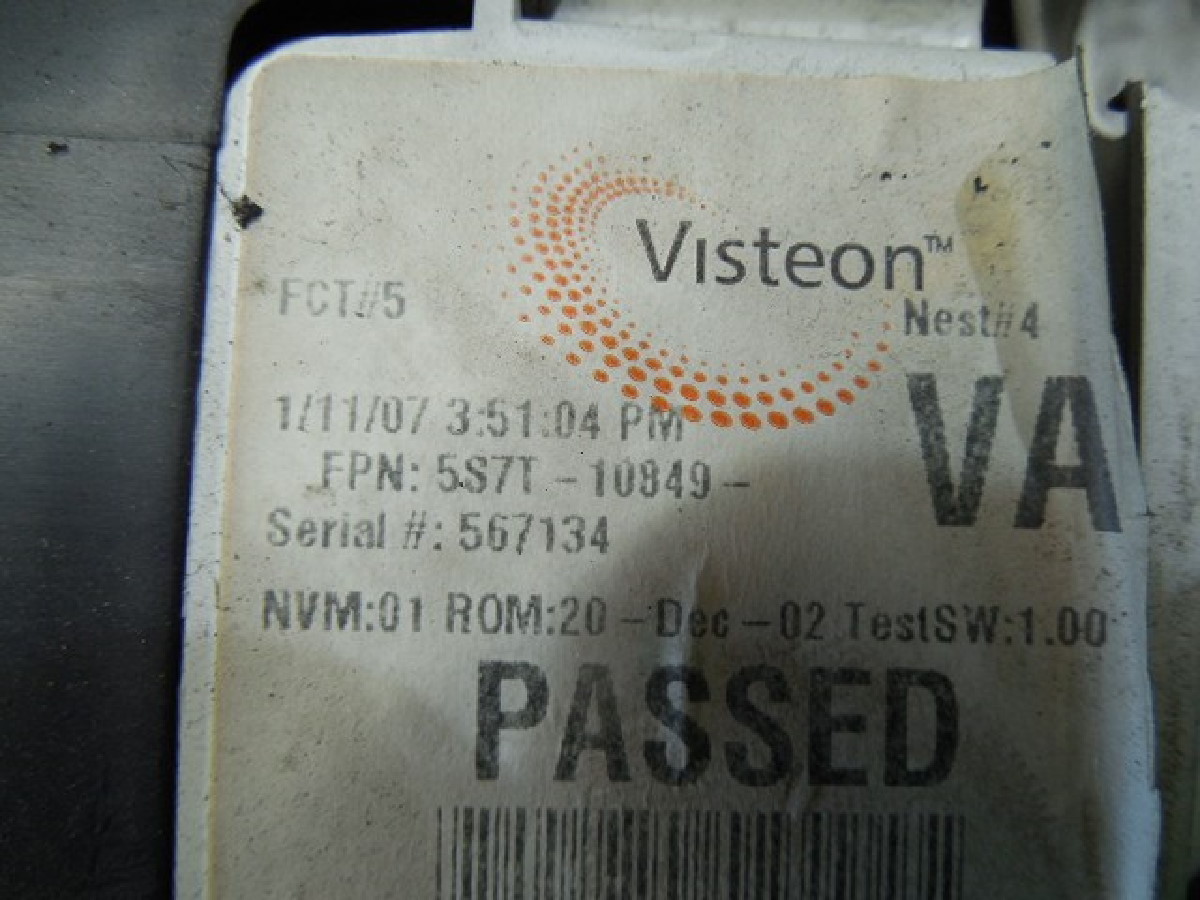 Visteon™
FCT#5
Nest#4
VA
1/11/07 3:51:04 PM
FPN: 5S7T -10849-
Serial #: 567134
NVM:01 ROM:20 -Dec -02 TestSW:1.00
PASSED